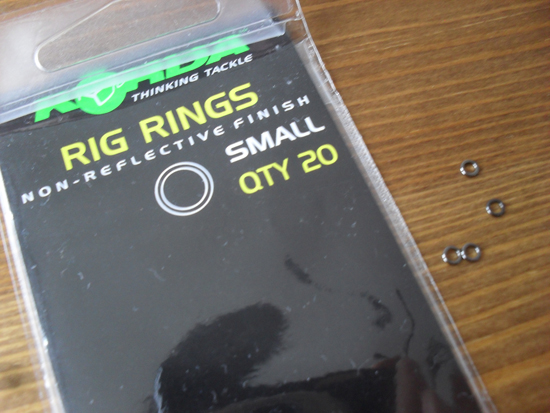 KORDA
THINKING TACKLE
RIG RINGS
NON-REFLECTIVE FINISH
SMALL
QTY 20